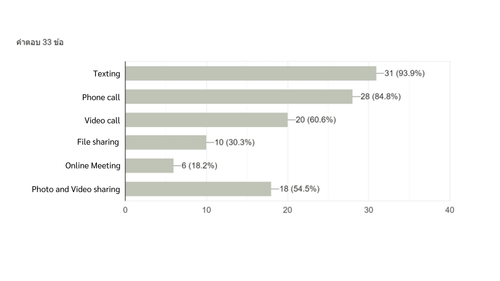 คำตอบ 33 ข้อ
Texting 31 (93.9%)
Phone call 28 (84.8%)
Video call 20 (60.6%)
File sharing 10 (30.3%)
Online Meeting 6 (18.2%)
Photo and Video sharing 18 (54.5%)
0 10 20 30 40